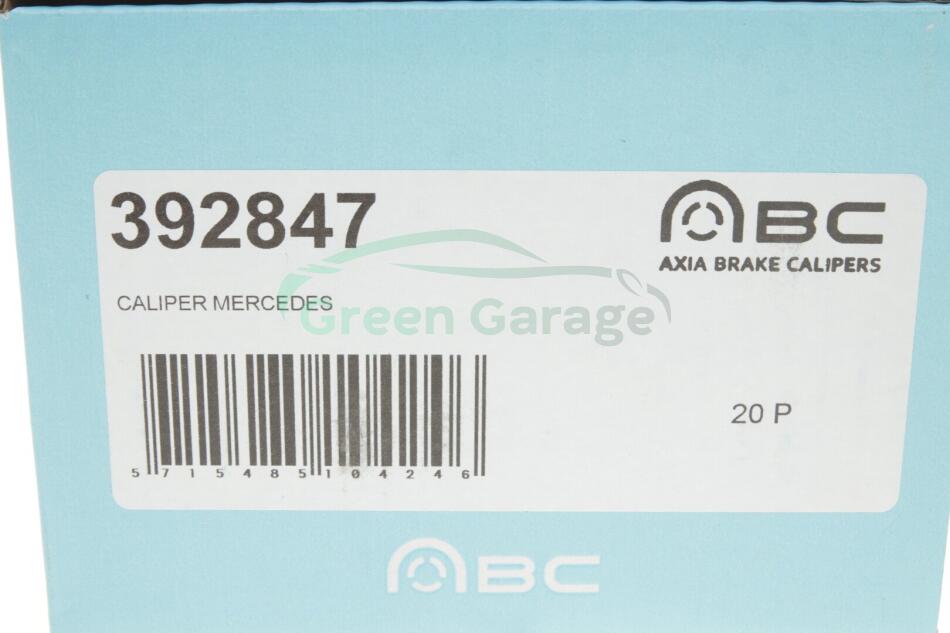 392847
ABC
AXIA BRAKE CALIPERS
CALIPER MERCEDES
Green Garage
20 P
5 715485 104246
ABC